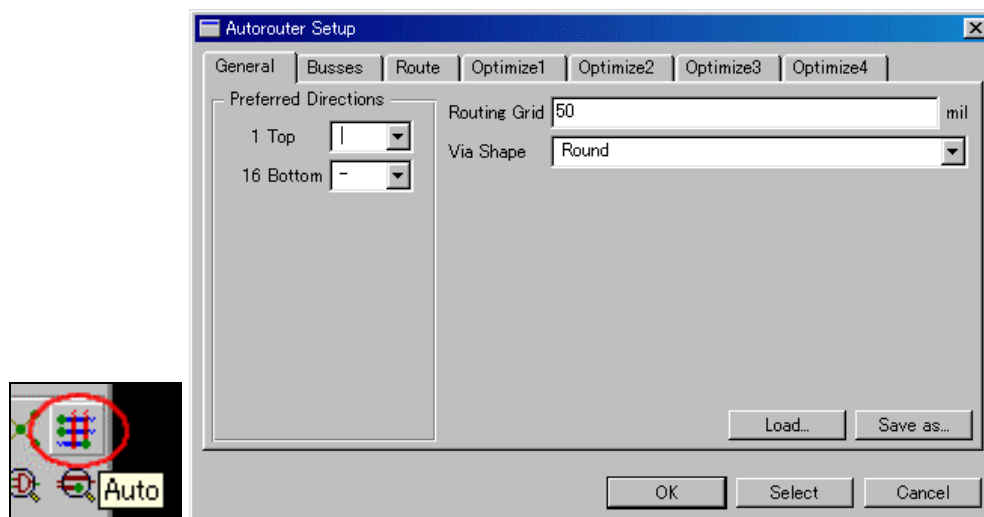 Autorouter Setup
General Busses Route Optimize1 Optimize2 Optimize3 Optimize4
Preferred Directions
1 Top |
16 Bottom -
Routing Grid 50 mil
Via Shape Round
Load... Save as...
OK Select Cancel
Auto